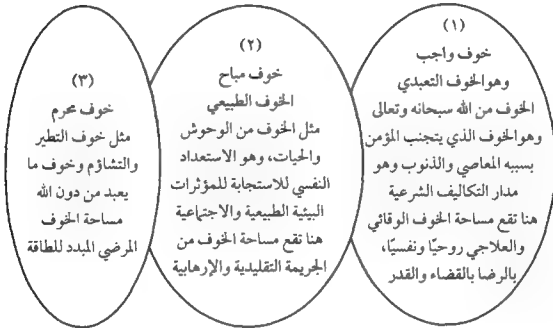 (١)
خوف واجب
وهوالخوف التعبدي
الخوف من الله سبحانه وتعالى
وهوالخوف الذي يتجنب المؤمن
بسببه المعاصي والذنوب وهو
مدار التكاليف الشرعية
هنا تقع مساحة الخوف الوقائي
والعلاجي روحيًا ونفسيًا،
بالرضا بالقضاء والقدر
(٢)
خوف مباح
الخوف الطبيعي
مثل الخوف من الوحوش
والحيات، وهو الاستعداد
النفسي للاستجابة للمؤثرات
البيئية الطبيعية والاجتماعية
هنا تقع مساحة الخوف من
الجريمة التقليدية والإرهابية
(٣)
خوف محرم
مثل خوف التطير
والتشاؤم وخوف ما
يعبد من دون الله
مساحة الخوف
المرضي المبدد للطاقة